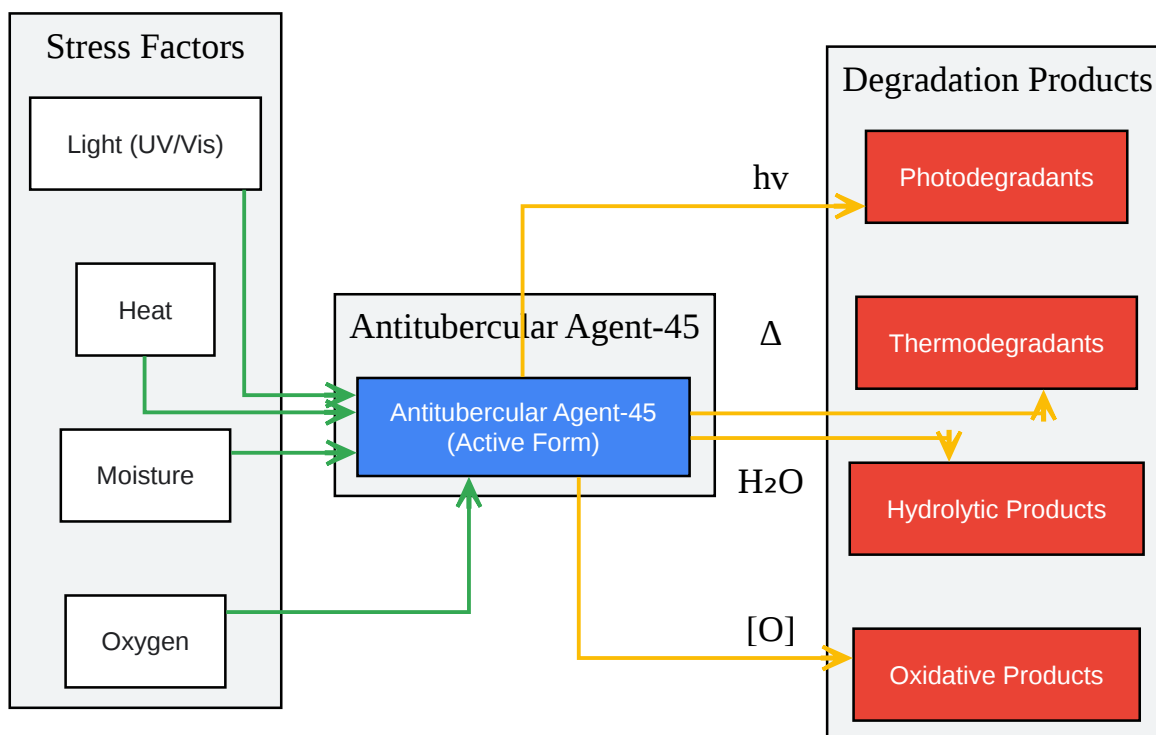 Stress Factors
Light (UV/Vis)
Heat
Moisture
Oxygen
Antitubercular Agent-45
Antitubercular Agent-45
(Active Form)
hv
Δ
H₂O
[O]
Degradation Products
Photodegradants
Thermodegradants
Hydrolytic Products
Oxidative Products